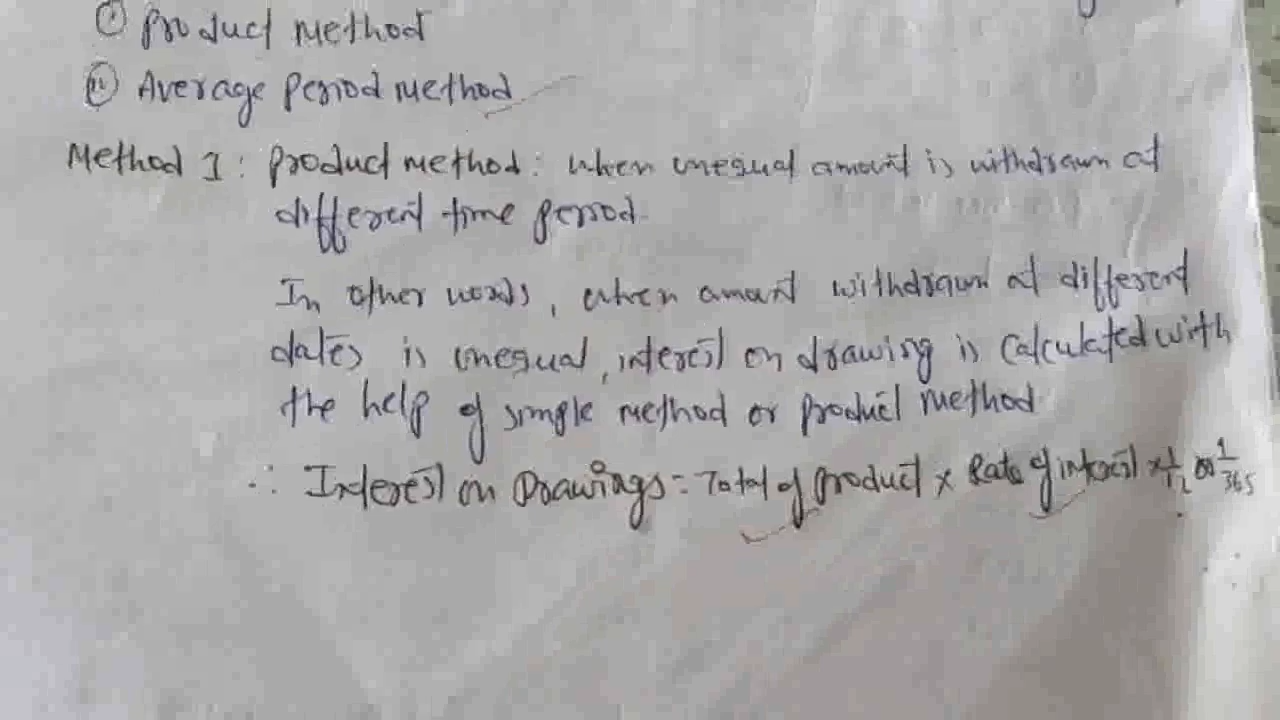 (i) Product Method
(ii) Average Period Method
Method I: Product method: when unequal amount is withdrawn at
different time period.
In other words, when amount withdrawn at different
dates is unequal, interest on drawing is calculated with
the help of simple method or product method
∴ Interest on Drawings = Total of product × Rate of interest × 1/12 or 1/365